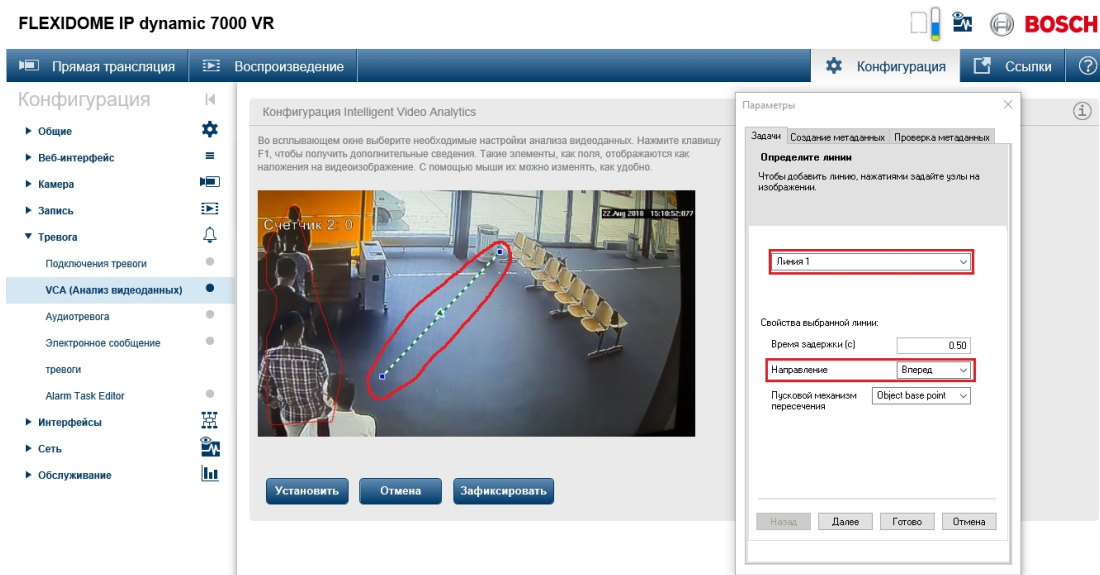 FLEXIDOME IP dynamic 7000 VR
BOSCH
Прямая трансляция
Воспроизведение
Конфигурация
Ссылки
Конфигурация
Общие
Веб-интерфейс
Камера
Запись
Тревога
Подключения тревоги
VCA (Анализ видеоданных)
Аудиотревога
Электронное сообщение
тревоги
Alarm Task Editor
Интерфейсы
Сеть
Обслуживание
Конфигурация Intelligent Video Analytics
Во всплывающем окне выберите необходимые настройки анализа видеоданных. Нажмите клавишу
F1, чтобы получить дополнительные сведения. Такие элементы, как поля, отображаются как
наложения на видеоизображение. С помощью мыши их можно изменять, как удобно.
Счетчик 2: 0
22.Aug 2018 15:10:52:077
Установить
Отмена
Зафиксировать
Параметры
Задачи
Создание метаданных
Проверка метаданных
Определите линии
Чтобы добавить линию, нажатиями задайте узлы на
изображении.
Линия 1
Свойства выбранной линии:
Время задержки (с)
0.50
Направление
Вперед
Пусковой механизм
пересечения
Object base point
Назад
Далее
Готово
Отмена